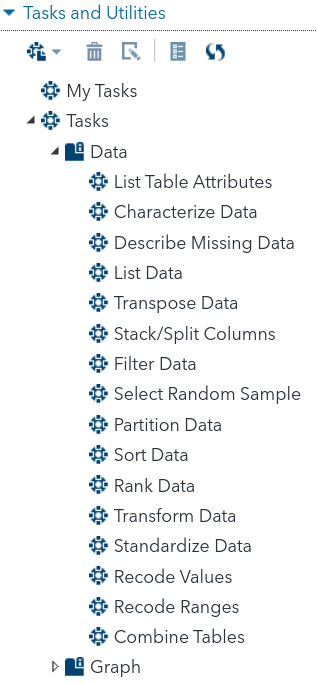 Tasks and Utilities
My Tasks
Tasks
Data
List Table Attributes
Characterize Data
Describe Missing Data
List Data
Transpose Data
Stack/Split Columns
Filter Data
Select Random Sample
Partition Data
Sort Data
Rank Data
Transform Data
Standardize Data
Recode Values
Recode Ranges
Combine Tables
Graph